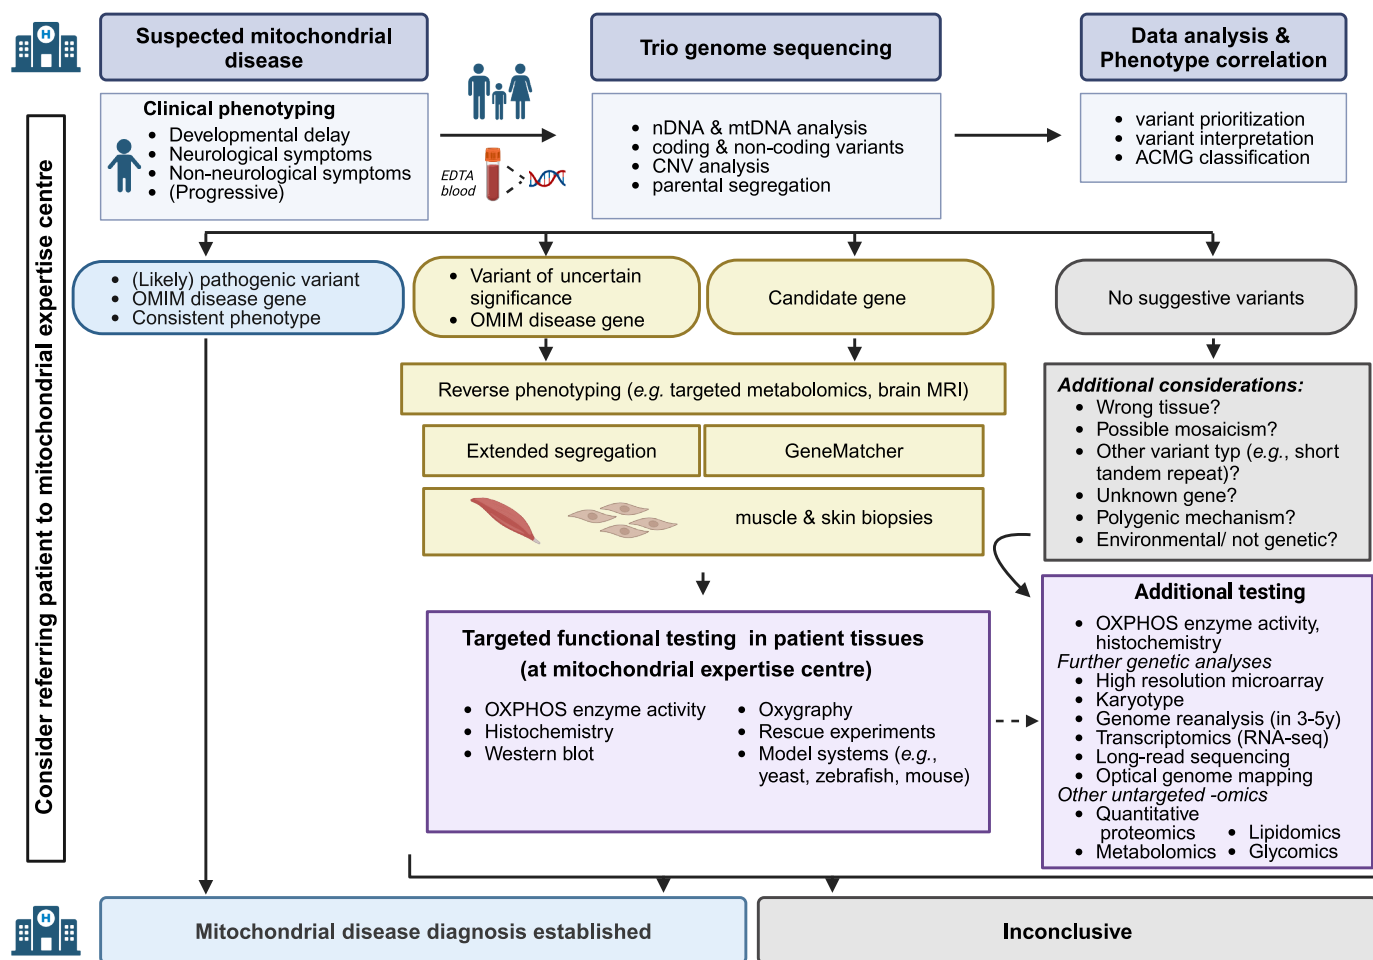 Suspected mitochondrial
disease
Trio genome sequencing
Data analysis &
Phenotype correlation
Clinical phenotyping
• Developmental delay
• Neurological symptoms
• Non-neurological symptoms
• (Progressive)
EDTA
blood
• nDNA & mtDNA analysis
• coding & non-coding variants
• CNV analysis
• parental segregation
• variant prioritization
• variant interpretation
• ACMG classification
Consider referring patient to mitochondrial expertise centre
• (Likely) pathogenic variant
• OMIM disease gene
• Consistent phenotype
• Variant of uncertain
significance
• OMIM disease gene
Candidate gene
No suggestive variants
Reverse phenotyping (e.g. targeted metabolomics, brain MRI)
Extended segregation
GeneMatcher
muscle & skin biopsies
Additional considerations:
• Wrong tissue?
• Possible mosaicism?
• Other variant typ (e.g., short
tandem repeat)?
• Unknown gene?
• Polygenic mechanism?
• Environmental/ not genetic?
Targeted functional testing in patient tissues
(at mitochondrial expertise centre)
• OXPHOS enzyme activity
• Histochemistry
• Western blot
• Oxygraphy
• Rescue experiments
• Model systems (e.g.,
yeast, zebrafish, mouse)
Additional testing
• OXPHOS enzyme activity,
histochemistry
Further genetic analyses
• High resolution microarray
• Karyotype
• Genome reanalysis (in 3-5y)
• Transcriptomics (RNA-seq)
• Long-read sequencing
• Optical genome mapping
Other untargeted -omics
• Quantitative
proteomics
• Metabolomics
• Lipidomics
• Glycomics
H
H
Mitochondrial disease diagnosis established
Inconclusive